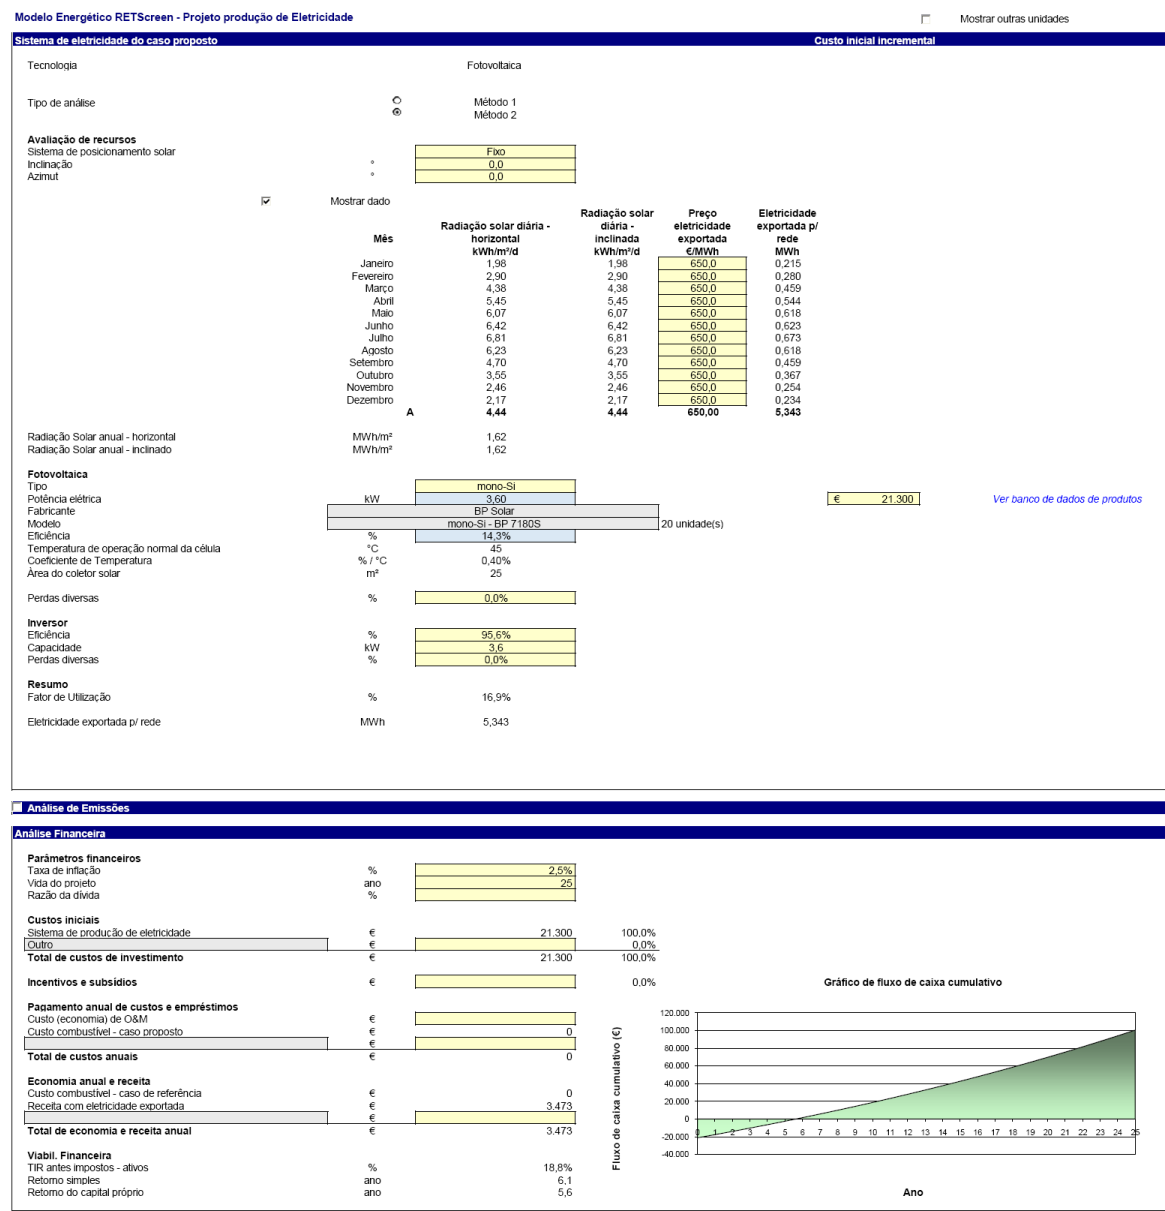 Modelo Energético RETScreen - Projeto produção de Eletricidade
Mostrar outras unidades
Sistema de eletricidade do caso proposto Custo inicial incremental
Tecnologia Fotovoltaica
Tipo de análise Método 1
Método 2
Avaliação de recursos
Sistema de posicionamento solar Fixo
Inclinação ° 0,0
Azimut ° 0,0
Mostrar dado
Radiação solar Preço Eletricidade
Radiação solar diária - diária - eletricidade exportada p/
Mês horizontal inclinada exportada rede
kWh/m²/d kWh/m²/d €/MWh MWh
Janeiro 1,98 1,98 650,0 0,215
Fevereiro 2,90 2,90 650,0 0,280
Março 4,38 4,38 650,0 0,459
Abril 5,45 5,45 650,0 0,544
Maio 6,07 6,07 650,0 0,618
Junho 6,42 6,42 650,0 0,623
Julho 6,81 6,81 650,0 0,673
Agosto 6,23 6,23 650,0 0,618
Setembro 4,70 4,70 650,0 0,459
Outubro 3,55 3,55 650,0 0,367
Novembro 2,46 2,46 650,0 0,254
Dezembro 2,17 2,17 650,0 0,234
A 4,44 4,44 650,00 5,343
Radiação Solar anual - horizontal MWh/m² 1,62
Radiação Solar anual - inclinado MWh/m² 1,62
Fotovoltaica
Tipo mono-Si
Potência elétrica kW 3,60 € 21.300 Ver banco de dados de produtos
Fabricante BP Solar
Modelo mono-Si - BP 7180S 20 unidade(s)
Eficiência % 14,3%
Temperatura de operação normal da célula °C 45
Coeficiente de Temperatura % / °C 0,40%
Àrea do coletor solar m² 25
Perdas diversas % 0,0%
Inversor
Eficiência % 95,6%
Capacidade kW 3,6
Perdas diversas % 0,0%
Resumo
Fator de Utilização % 16,9%
Eletricidade exportada p/ rede MWh 5,343
Análise de Emissões
Análise Financeira
Parâmetros financeiros
Taxa de inflação % 2,5%
Vida do projeto ano 25
Razão da dívida %
Custos iniciais
Sistema de produção de eletricidade € 21.300 100,0%
Outro € 0,0%
Total de custos de investimento € 21.300 100,0%
Incentivos e subsídios € 0,0%
Pagamento anual de custos e empréstimos
Custo (economia) de O&M €
Custo combustível - caso proposto € 0
€
Total de custos anuais € 0
Economia anual e receita
Custo combustível - caso de referência € 0
Receita com eletricidade exportada € 3.473
€
Total de economia e receita anual € 3.473
Viabil. Financeira
TIR antes impostos - ativos % 18,8%
Retorno simples ano 6,1
Retorno do capital próprio ano 5,6
Gráfico de fluxo de caixa cumulativo
Fluxo de caixa cumulativo (€)
120.000
100.000
80.000
60.000
40.000
20.000
0
-20.000
-40.000
0 1 2 3 4 5 6 7 8 9 10 11 12 13 14 15 16 17 18 19 20 21 22 23 24 25
Ano